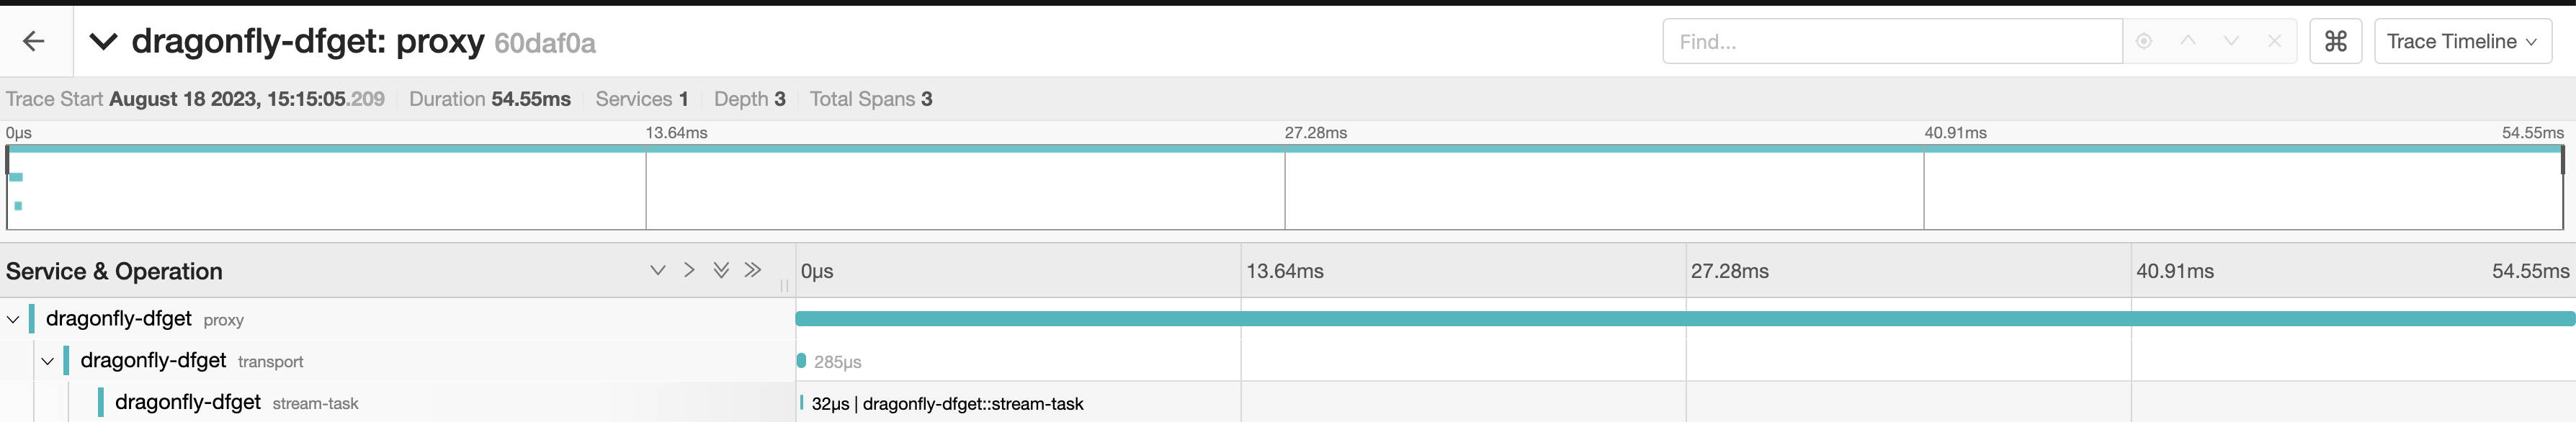 dragonfly-dfget: proxy 60daf0a Find... ⌘ Trace Timeline
Trace Start August 18 2023, 15:15:05.209 Duration 54.55ms Services 1 Depth 3 Total Spans 3
0μs 13.64ms 27.28ms 40.91ms 54.55ms
Service & Operation 0μs 13.64ms 27.28ms 40.91ms 54.55ms
dragonfly-dfget proxy
dragonfly-dfget transport 285μs
dragonfly-dfget stream-task 32μs | dragonfly-dfget::stream-task